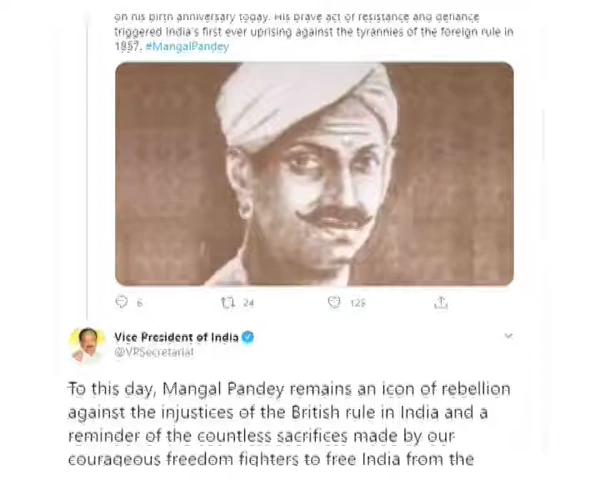 on his birth anniversary today. His brave act of resistance and defiance
triggered India's first ever uprising against the tyrannies of the foreign rule in
1857. #MangalPandey
6 24 125
Vice President of India
@VPSecretariat
To this day, Mangal Pandey remains an icon of rebellion
against the injustices of the British rule in India and a
reminder of the countless sacrifices made by our
courageous freedom fighters to free India from the